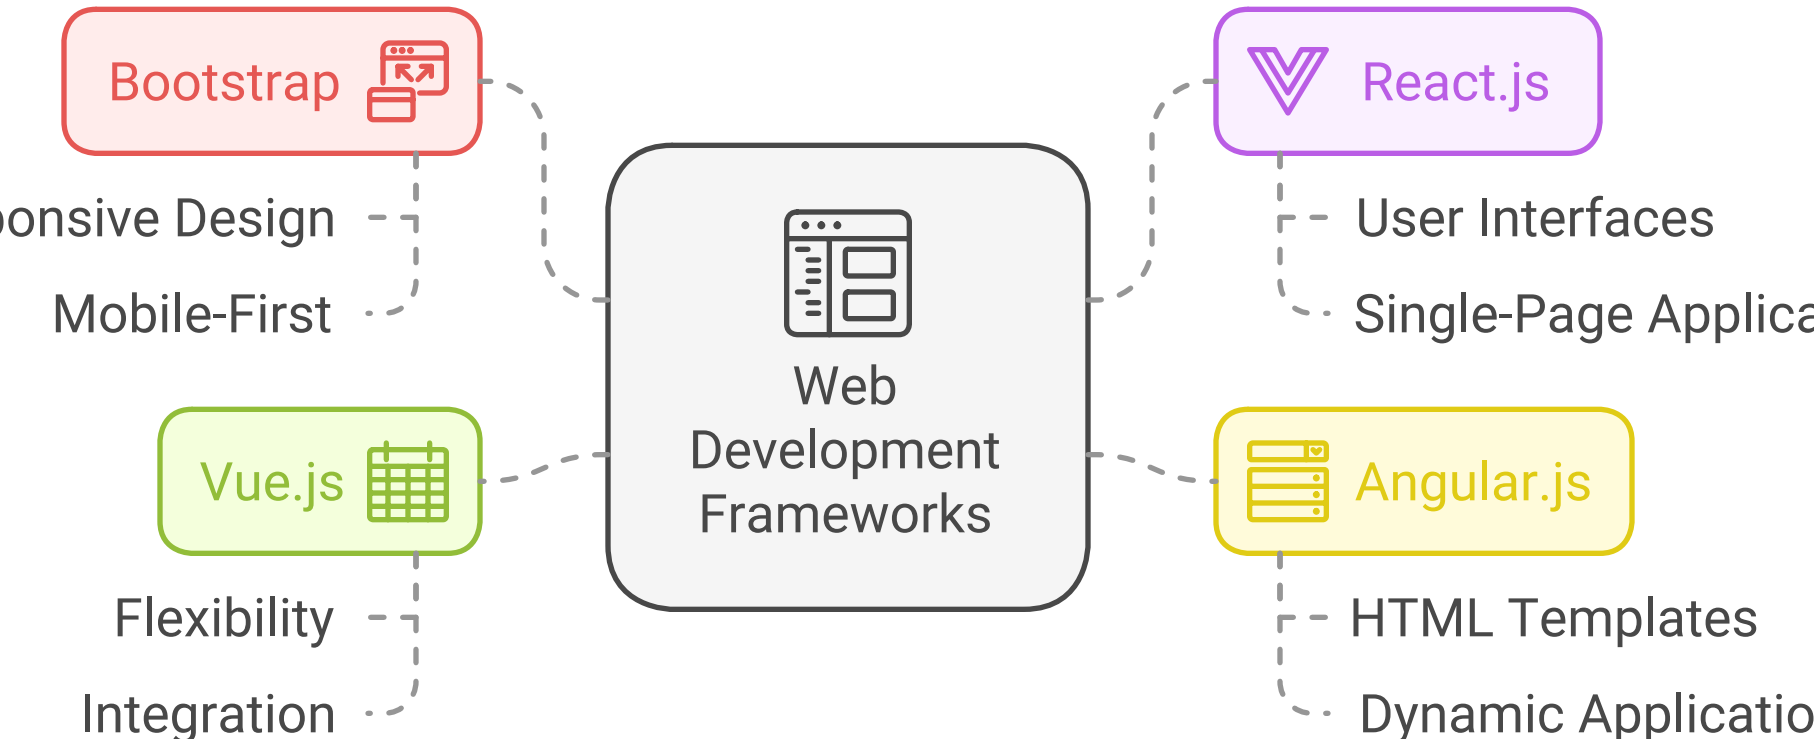 Bootstrap
ponsive Design
Mobile-First
Vue.js
Flexibility
Integration
Web
Development
Frameworks
React.js
User Interfaces
Single-Page Applica
Angular.js
HTML Templates
Dynamic Applicatio